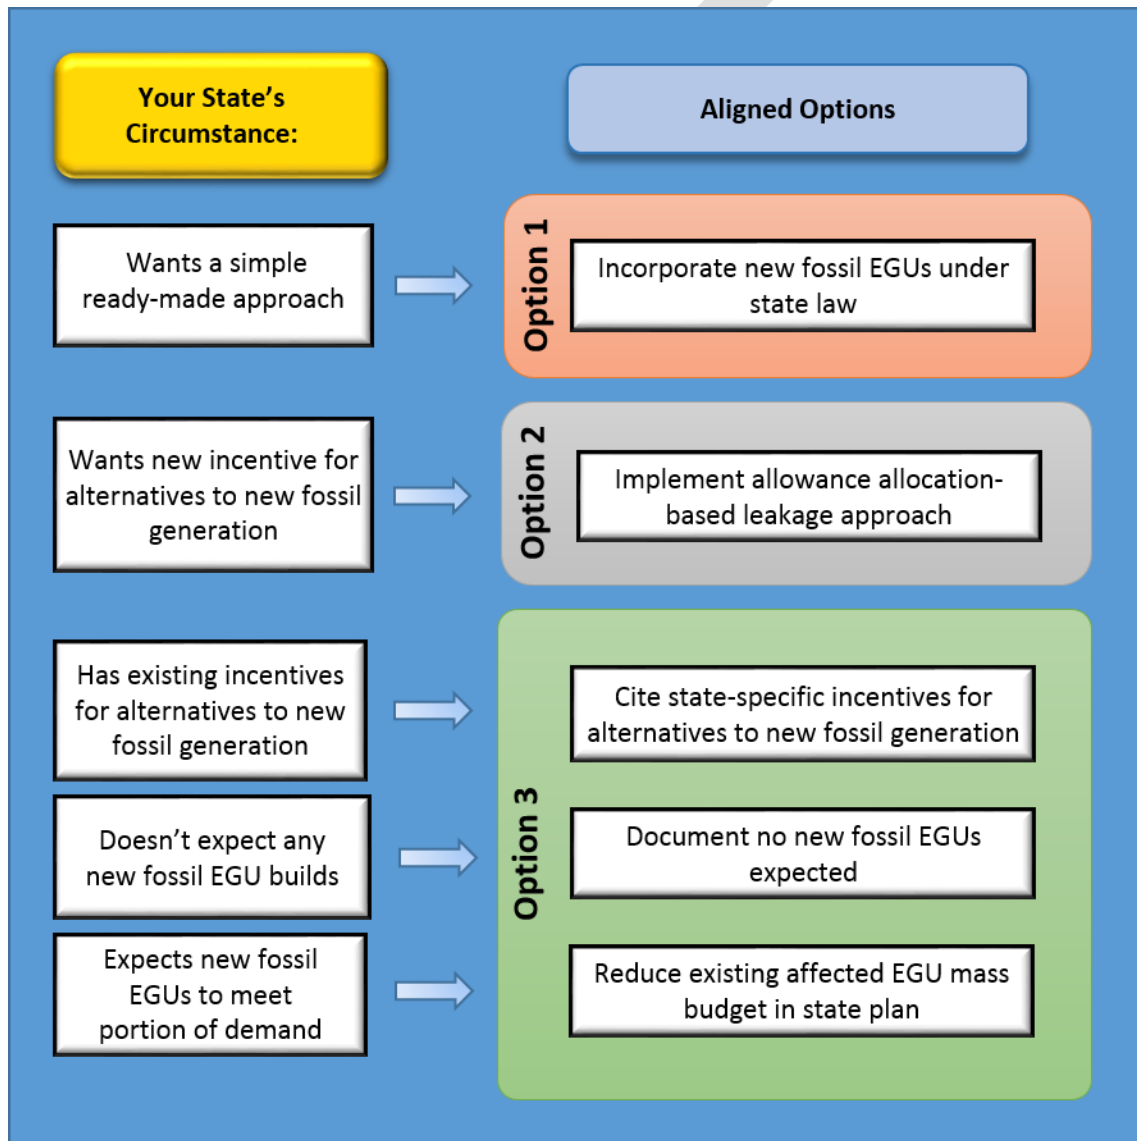 Your State's
Circumstance:
Aligned Options
Wants a simple
ready-made approach
Option 1
Incorporate new fossil EGUs under
state law
Wants new incentive for
alternatives to new fossil
generation
Option 2
Implement allowance allocation-
based leakage approach
Has existing incentives
for alternatives to new
fossil generation
Option 3
Cite state-specific incentives for
alternatives to new fossil generation
Doesn't expect any
new fossil EGU builds
Document no new fossil EGUs
expected
Expects new fossil
EGUs to meet
portion of demand
Reduce existing affected EGU mass
budget in state plan